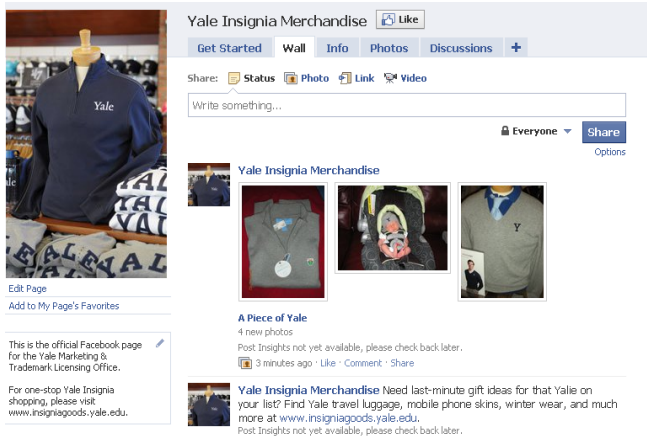 Yale Insignia Merchandise Like
Get Started Wall Info Photos Discussions +
Share: Status Photo Link Video
Write something...
Everyone Share
Options
Yale
YAL
YAL
YALE
YAL
Edit Page
Add to My Page's Favorites
This is the official Facebook page
for the Yale Marketing &
Trademark Licensing Office.
For one-stop Yale Insignia
shopping, please visit
www.insigniagoods.yale.edu.
Yale Insignia Merchandise
Y
A Piece of Yale
4 new photos
Post Insights not yet available, please check back later.
3 minutes ago · Like · Comment · Share
Yale Insignia Merchandise Need last-minute gift ideas for that Yalie on
your list? Find Yale travel luggage, mobile phone skins, winter wear, and much
more at www.insigniagoods.yale.edu.
Post Insights not yet available, please check back later.